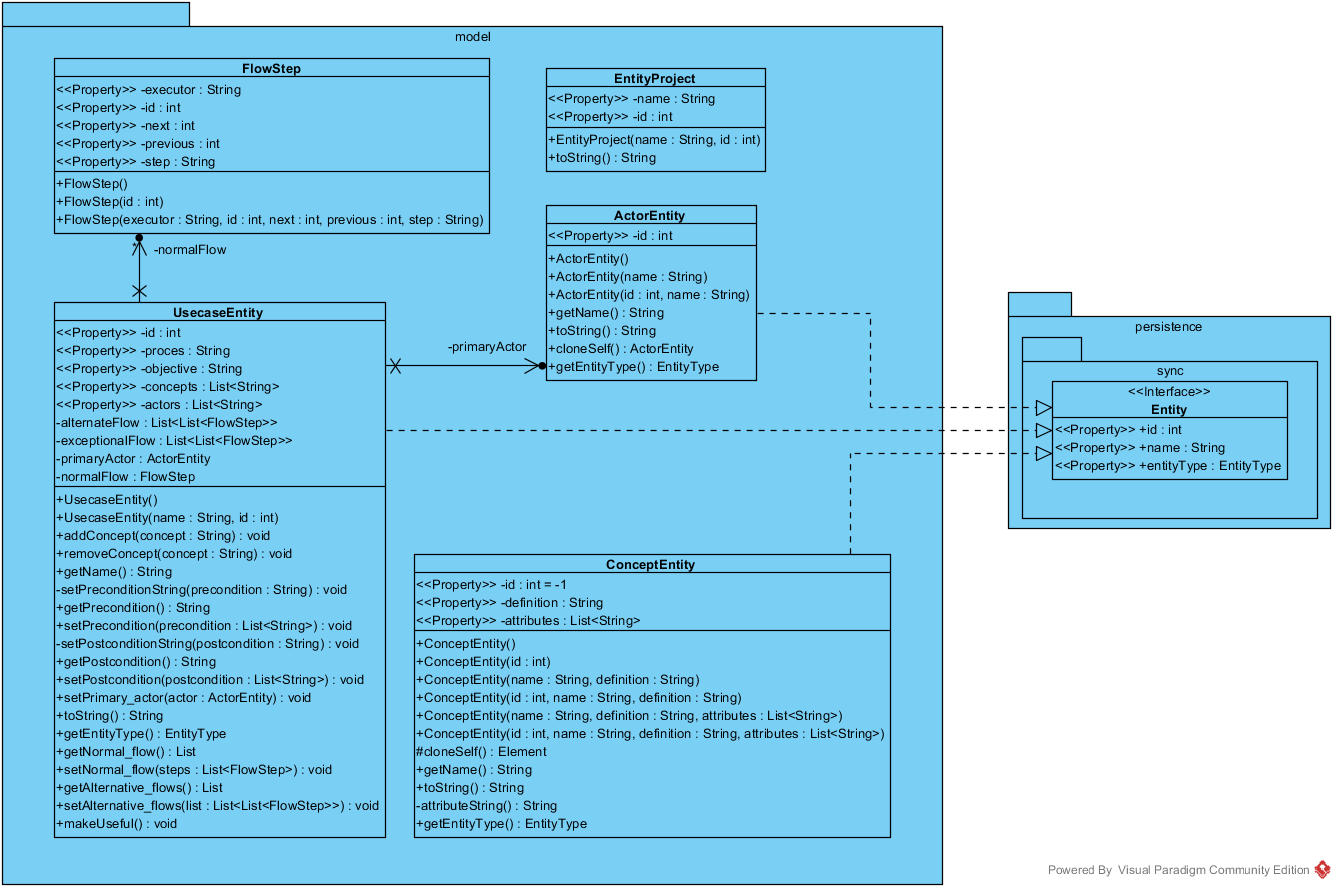 model
FlowStep
<<Property>> -executor : String
<<Property>> -id : int
<<Property>> -next : int
<<Property>> -previous : int
<<Property>> -step : String
+FlowStep()
+FlowStep(id : int)
+FlowStep(executor : String, id : int, next : int, previous : int, step : String)
EntityProject
<<Property>> -name : String
<<Property>> -id : int
+EntityProject(name : String, id : int)
+toString() : String
ActorEntity
<<Property>> -id : int
+ActorEntity()
+ActorEntity(name : String)
+ActorEntity(id : int, name : String)
+getName() : String
+toString() : String
+cloneSelf() : ActorEntity
+getEntityType() : EntityType
*
-normalFlow
-primaryActor
UsecaseEntity
<<Property>> -id : int
<<Property>> -proces : String
<<Property>> -objective : String
<<Property>> -concepts : List<String>
<<Property>> -actors : List<String>
-alternateFlow : List<List<FlowStep>>
-exceptionalFlow : List<List<FlowStep>>
-primaryActor : ActorEntity
-normalFlow : FlowStep
+UsecaseEntity()
+UsecaseEntity(name : String, id : int)
+addConcept(concept : String) : void
+removeConcept(concept : String) : void
+getName() : String
-setPreconditionString(precondition : String) : void
+getPrecondition() : String
+setPrecondition(precondition : List<String>) : void
-setPostconditionString(postcondition : String) : void
+getPostcondition() : String
+setPostcondition(postcondition : List<String>) : void
+setPrimary_actor(actor : ActorEntity) : void
+toString() : String
+getEntityType() : EntityType
+getNormal_flow() : List
+setNormal_flow(steps : List<FlowStep>) : void
+getAlternative_flows() : List
+setAlternative_flows(list : List<List<FlowStep>>) : void
+makeUseful() : void
ConceptEntity
<<Property>> -id : int = -1
<<Property>> -definition : String
<<Property>> -attributes : List<String>
+ConceptEntity()
+ConceptEntity(id : int)
+ConceptEntity(name : String, definition : String)
+ConceptEntity(id : int, name : String, definition : String)
+ConceptEntity(name : String, definition : String, attributes : List<String>)
+ConceptEntity(id : int, name : String, definition : String, attributes : List<String>)
#cloneSelf() : Element
+getName() : String
+toString() : String
-attributeString() : String
+getEntityType() : EntityType
persistence
sync
<<Interface>>
Entity
<<Property>> +id : int
<<Property>> +name : String
<<Property>> +entityType : EntityType
Powered By Visual Paradigm Community Edition